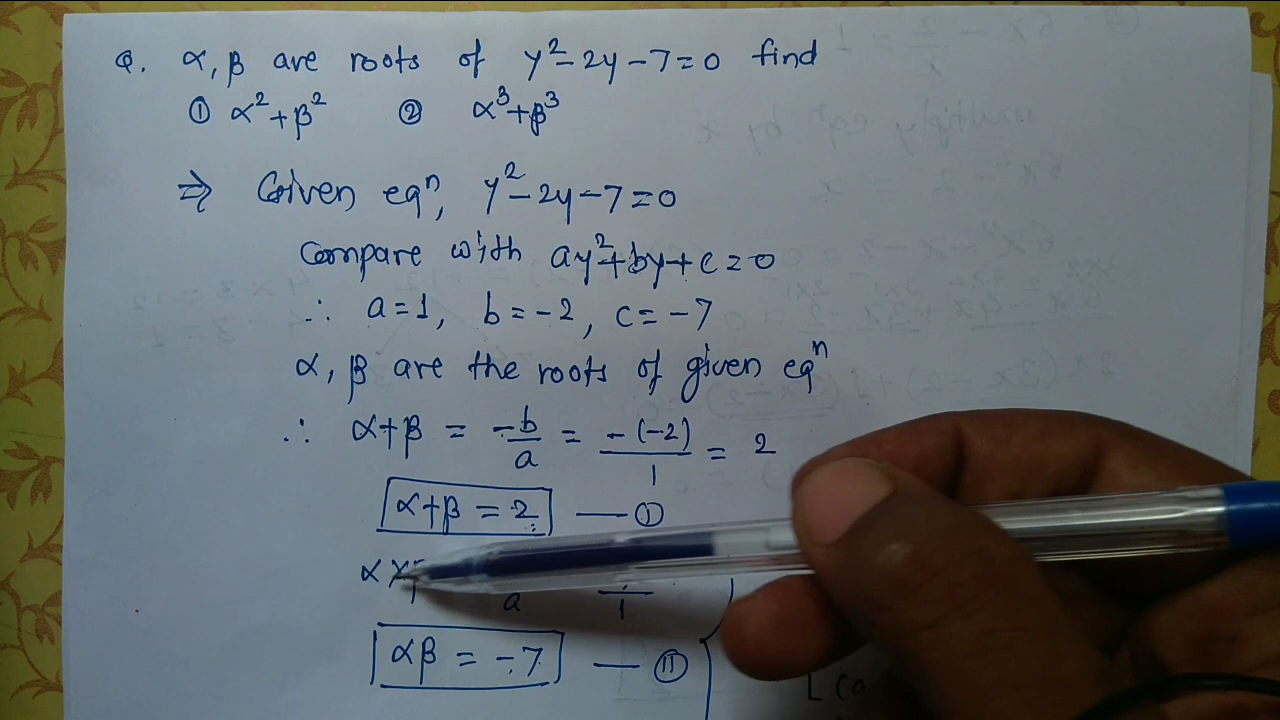 Q. α, β are roots of y²-2y-7=0 find
① α²+β² ② α³+β³
⇒ Given eqⁿ, y²-2y-7=0
Compare with ay²+by+c=0
∴ a=1, b=-2, c=-7
α, β are the roots of given eqⁿ
∴ α+β = -b/a = -(-2)/1 = 2
α+β = 2 — ①
α × a 1
αβ = -7 — ⑪
[(a